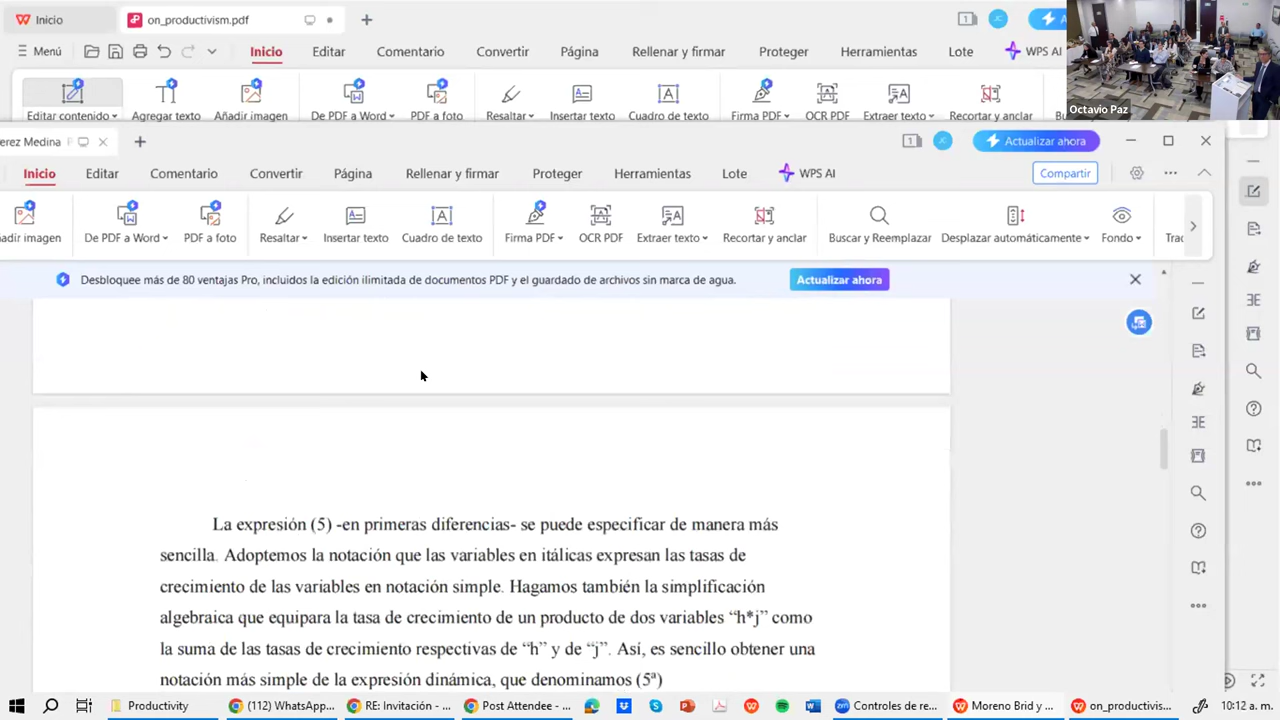 Inicio
on_productivism.pdf
Menú
Inicio
Editar
Comentario
Convertir
Página
Rellenar y firmar
Proteger
Herramientas
Lote
WPS AI
Editar contenido
Agregar texto
Añadir imagen
De PDF a Word
PDF a foto
Resaltar
Insertar texto
Cuadro de texto
Firma PDF
OCR PDF
Extraer texto
Recortar y anclar
Octavio Paz
erez Medina
Actualizar ahora
Inicio
Editar
Comentario
Convertir
Página
Rellenar y firmar
Proteger
Herramientas
Lote
WPS AI
Compartir
adir imagen
De PDF a Word
PDF a foto
Resaltar
Insertar texto
Cuadro de texto
Firma PDF
OCR PDF
Extraer texto
Recortar y anclar
Buscar y Reemplazar
Desplazar automáticamente
Fondo
Desbloquee más de 80 ventajas Pro, incluidos la edición ilimitada de documentos PDF y el guardado de archivos sin marca de agua.
Actualizar ahora
La expresión (5) -en primeras diferencias- se puede especificar de manera más
sencilla. Adoptemos la notación que las variables en itálicas expresan las tasas de
crecimiento de las variables en notación simple. Hagamos también la simplificación
algebraica que equipara la tasa de crecimiento de un producto de dos variables “h*j” como
la suma de las tasas de crecimiento respectivas de “h” y de “j”. Así, es sencillo obtener una
notación más simple de la expresión dinámica, que denominamos (5ª)
Productivity
(112) WhatsApp...
RE: Invitación - ...
Post Attendee - ...
Controles de re...
Moreno Brid y ...
on_productivis...
10:12 a. m.